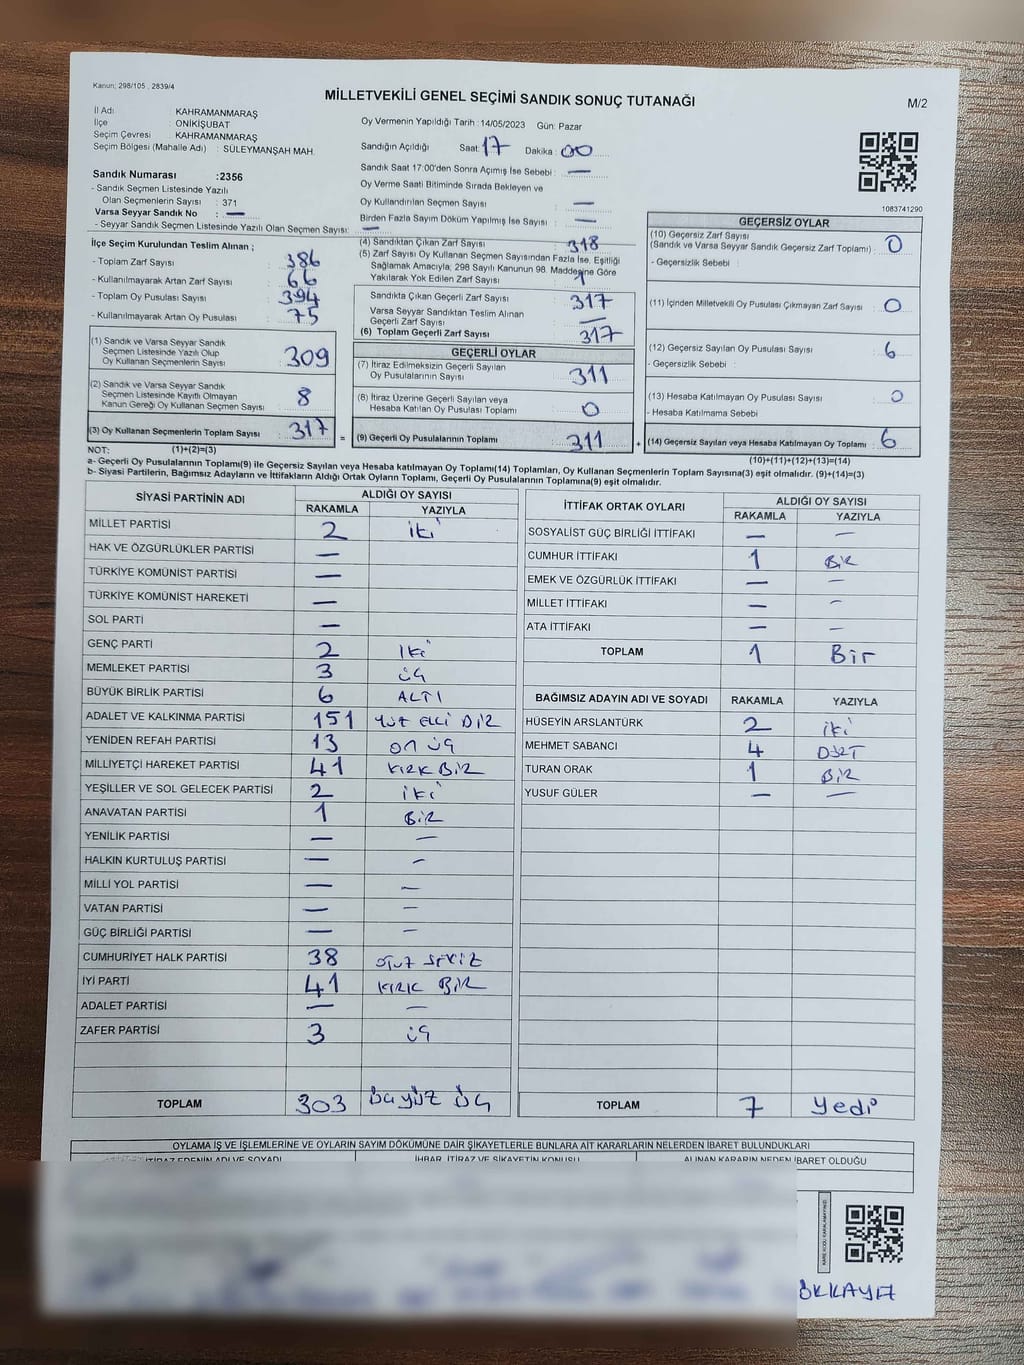 Kanun; 298/105 , 2839/4
MİLLETVEKİLİ GENEL SEÇİMİ SANDIK SONUÇ TUTANAĞI
M/2
İl Adı : KAHRAMANMARAŞ
İlçe : ONİKİŞUBAT
Seçim Çevresi : KAHRAMANMARAŞ
Seçim Bölgesi (Mahalle Adı) : SÜLEYMANŞAH MAH.
Sandık Numarası :2356
- Sandık Seçmen Listesinde Yazılı
Olan Seçmenlerin Sayısı : 371
Varsa Seyyar Sandık No : —
- Seyyar Sandık Seçmen Listesinde Yazılı Olan Seçmen Sayısı: —
Oy Vermenin Yapıldığı Tarih : 14/05/2023 Gün: Pazar
Sandığın Açıldığı Saat: 17 Dakika : 00
Sandık Saat 17:00'den Sonra Açımış İse Sebebi : —
Oy Verme Saati Bitiminde Sırada Bekleyen ve
Oy Kullandırılan Seçmen Sayısı : —
Birden Fazla Sayım Döküm Yapılmış İse Sayısı : —
1083741290
İlçe Seçim Kurulundan Teslim Alınan ;
- Toplam Zarf Sayısı : 386
- Kullanılmayarak Artan Zarf Sayısı : 66
- Toplam Oy Pusulası Sayısı : 394
- Kullanılmayarak Artan Oy Pusulası : 75
(4) Sandıktan Çıkan Zarf Sayısı : 318
(5) Zarf Sayısı Oy Kullanan Seçmen Sayısından Fazla İse, Eşitliği
Sağlamak Amacıyla; 298 Sayılı Kanunun 98. Maddesine Göre
Yakılarak Yok Edilen Zarf Sayısı : 1
Sandıkta Çıkan Geçerli Zarf Sayısı : 317
Varsa Seyyar Sandıktan Teslim Alınan
Geçerli Zarf Sayısı : —
(6) Toplam Geçerli Zarf Sayısı : 317
GEÇERSİZ OYLAR
(10) Geçersiz Zarf Sayısı
(Sandık ve Varsa Seyyar Sandık Geçersiz Zarf Toplamı) : 0
- Geçersizlik Sebebi :
(11) İçinden Milletvekili Oy Pusulası Çıkmayan Zarf Sayısı : 0
(12) Geçersiz Sayılan Oy Pusulası Sayısı : 6
- Geçersizlik Sebebi :
(13) Hesaba Katılmayan Oy Pusulası Sayısı : 0
- Hesaba Katılmama Sebebi
(14) Geçersiz Sayılan veya Hesaba Katılmayan Oy Toplamı : 6
(10)+(11)+(12)+(13)=(14)
(1) Sandık ve Varsa Seyyar Sandık
Seçmen Listesinde Yazılı Olup
Oy Kullanan Seçmenlerin Sayısı : 309
(2) Sandık ve Varsa Seyyar Sandık
Seçmen Listesinde Kayıtlı Olmayan
Kanun Gereği Oy Kullanan Seçmen Sayısı : 8
(3) Oy Kullanan Seçmenlerin Toplam Sayısı : 317
(1)+(2)=(3)
=
GEÇERLİ OYLAR
(7) İtiraz Edilmeksizin Geçerli Sayılan
Oy Pusulalarının Sayısı : 311
(8) İtiraz Üzerine Geçerli Sayılan veya
Hesaba Katılan Oy Pusulası Toplamı : 0
(9) Geçerli Oy Pusulalarının Toplamı : 311
+
NOT:
a- Geçerli Oy Pusulalarının Toplamı(9) ile Geçersiz Sayılan veya Hesaba katılmayan Oy Toplamı(14) Toplamları, Oy Kullanan Seçmenlerin Toplam Sayısına(3) eşit olmalıdır. (9)+(14)=(3)
b- Siyasi Partilerin, Bağımsız Adayların ve İttifakların Aldığı Ortak Oyların Toplamı, Geçerli Oy Pusulalarının Toplamına(9) eşit olmalıdır.
SİYASİ PARTİNİN ADI ALDIĞI OY SAYISI
RAKAMLA YAZIYLA
MİLLET PARTİSİ 2 iki
HAK VE ÖZGÜRLÜKLER PARTİSİ —
TÜRKİYE KOMÜNİST PARTİSİ —
TÜRKİYE KOMÜNİST HAREKETİ —
SOL PARTİ —
GENÇ PARTİ 2 iki
MEMLEKET PARTİSİ 3 üç
BÜYÜK BİRLİK PARTİSİ 6 ALTI
ADALET VE KALKINMA PARTİSİ 151 yüz elli BİR
YENİDEN REFAH PARTİSİ 13 on üç
MİLLİYETÇİ HAREKET PARTİSİ 41 KIRK BİR
YEŞİLLER VE SOL GELECEK PARTİSİ 2 iki
ANAVATAN PARTİSİ 1 BİR
YENİLİK PARTİSİ — —
HALKIN KURTULUŞ PARTİSİ — —
MİLLİ YOL PARTİSİ — —
VATAN PARTİSİ — —
GÜÇ BİRLİĞİ PARTİSİ — —
CUMHURİYET HALK PARTİSİ 38 otuz sekiz
İYİ PARTİ 41 KIRK BİR
ADALET PARTİSİ — —
ZAFER PARTİSİ 3 üç
TOPLAM 303 üçyüz üç
İTTİFAK ORTAK OYLARI ALDIĞI OY SAYISI
RAKAMLA YAZIYLA
SOSYALİST GÜÇ BİRLİĞİ İTTİFAKI — —
CUMHUR İTTİFAKI 1 BİR
EMEK VE ÖZGÜRLÜK İTTİFAKI — —
MİLLET İTTİFAKI — —
ATA İTTİFAKI — —
TOPLAM 1 Bir
BAĞIMSIZ ADAYIN ADI VE SOYADI RAKAMLA YAZIYLA
HÜSEYİN ARSLANTÜRK 2 iki
MEHMET SABANCI 4 DÖRT
TURAN ORAK 1 BİR
YUSUF GÜLER — —
TOPLAM 7 Yedi
OYLAMA İŞ VE İŞLEMLERİNE VE OYLARIN SAYIM DÖKÜMÜNE DAİR ŞİKAYETLERLE BUNLARA AİT KARARLARIN NELERDEN İBARET BULUNDUKLARI
İTİRAZ EDENİN ADI VE SOYADI İHBAR, İTİRAZ VE ŞİKAYETİN KONUSU ALINAN KARARIN NEDEN İBARET OLDUĞU